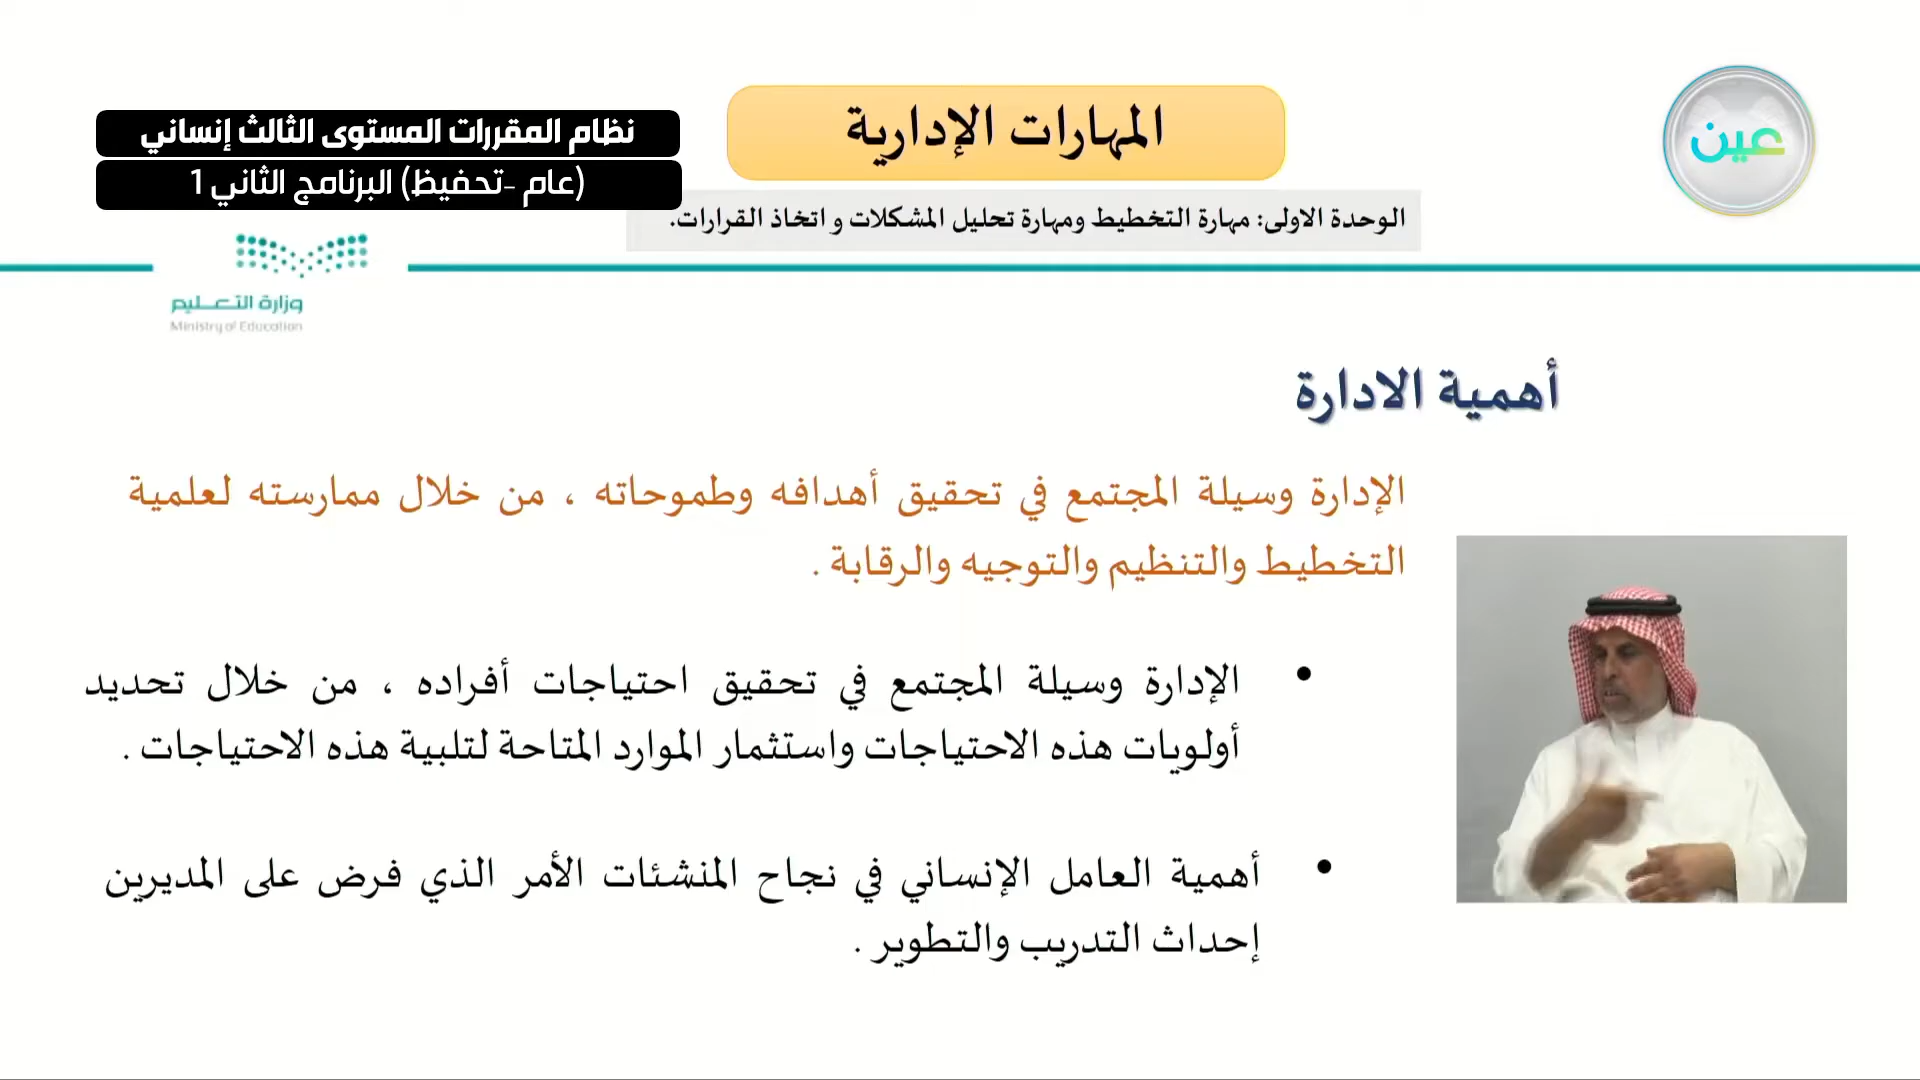 المهارات الإدارية
نظام المقررات المستوى الثالث إنساني
(عام -تحفيظ) البرنامج الثاني 1
عين
الوحدة الاولى: مهارة التخطيط ومهارة تحليل المشكلات و اتخاذ القرارات.
وزارة التعـــليم
Ministry of Education
أهمية الادارة
الإدارة وسيلة المجتمع في تحقيق أهدافه وطموحاته ، من خلال ممارسته لعلمية
التخطيط والتنظيم والتوجيه والرقابة .
• الإدارة وسيلة المجتمع في تحقيق احتياجات أفراده ، من خلال تحديد
أولويات هذه الاحتياجات واستثمار الموارد المتاحة لتلبية هذه الاحتياجات .
• أهمية العامل الإنساني في نجاح المنشئات الأمر الذي فرض على المديرين
إحداث التدريب والتطوير .